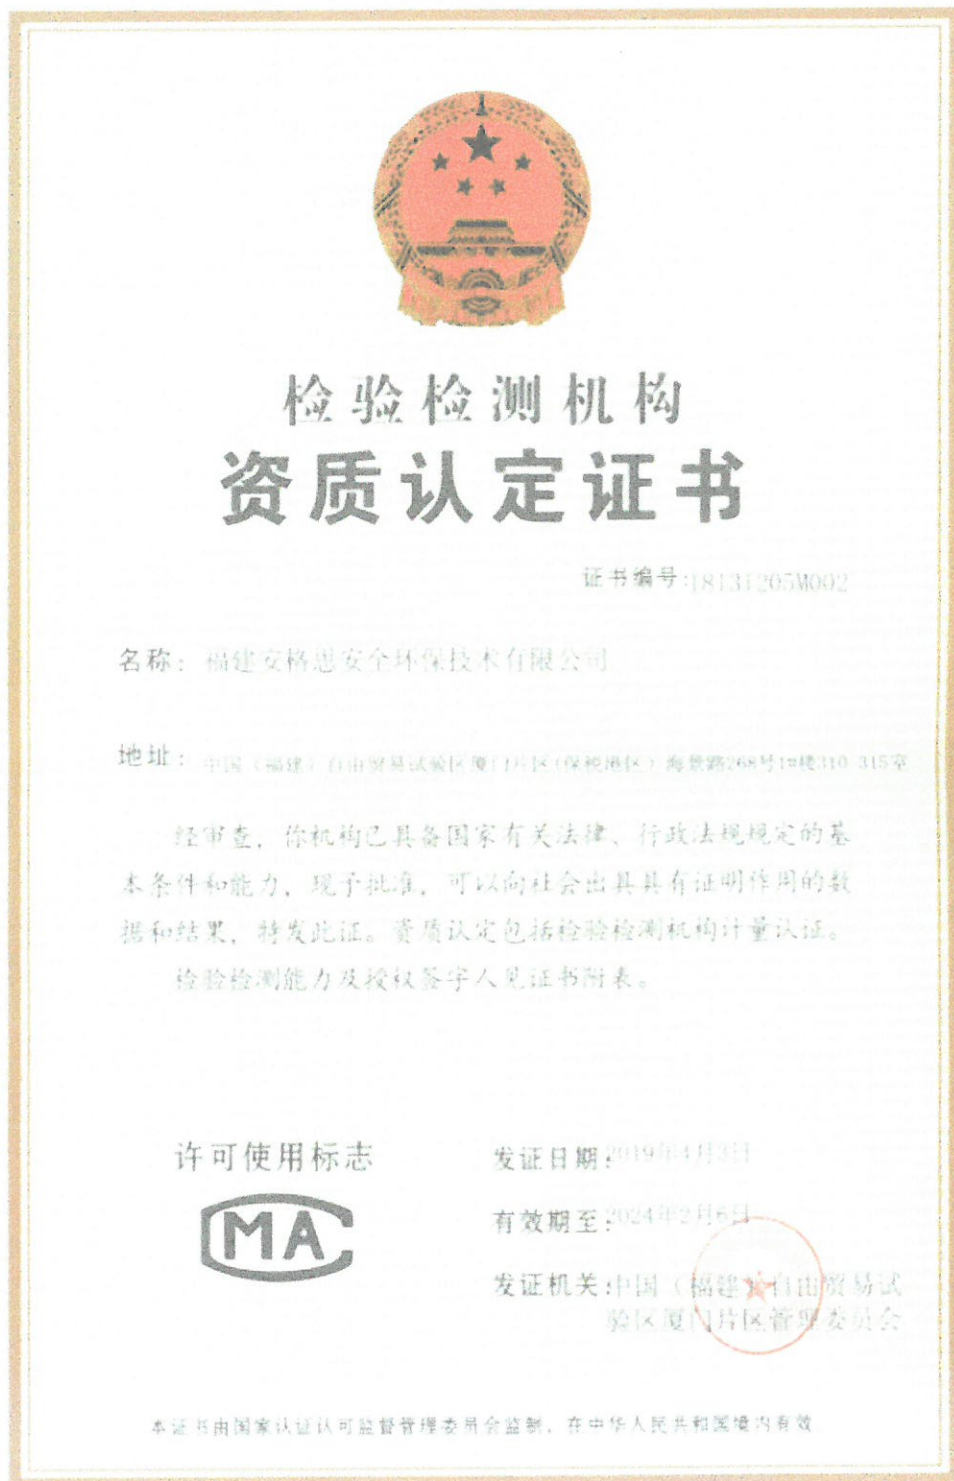 检验检测机构
资质认定证书
证书编号:18131205M002
名称: 福建安格思安全环保技术有限公司
地址: 中国（福建）自由贸易试验区厦门片区(保税港区）海景路268号1#楼310-315室
经审查，你机构已具备国家有关法律、行政法规规定的基
本条件和能力，现予批准，可以向社会出具具有证明作用的数
据和结果，特发此证。资质认定包括检验检测机构计量认证。
检验检测能力及授权签字人见证书附表。
许可使用标志
MA
发证日期:2019年4月3日
有效期至:2024年2月6日
发证机关:中国（福建）自由贸易试
验区厦门片区管理委员会
本证书由国家认证认可监督管理委员会监制，在中华人民共和国境内有效